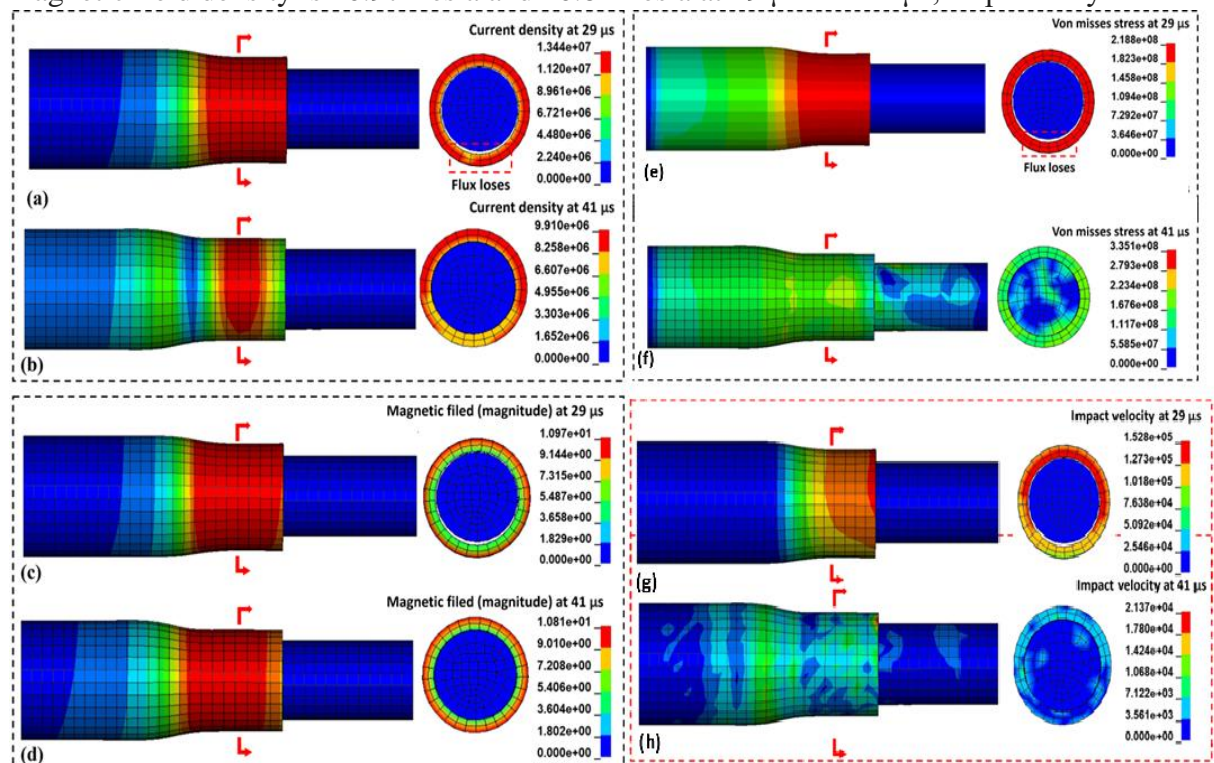 Current density at 29 μs
1.344e+07
1.120e+07
8.961e+06
6.721e+06
4.480e+06
2.240e+06
0.000e+00
Flux loses
(a)
Current density at 41 μs
9.910e+06
8.258e+06
6.607e+06
4.955e+06
3.303e+06
1.652e+06
0.000e+00
(b)
Von misses stress at 29 μs
2.188e+08
1.823e+08
1.458e+08
1.094e+08
7.292e+07
3.646e+07
0.000e+00
Flux loses
(e)
Von misses stress at 41 μs
3.351e+08
2.793e+08
2.234e+08
1.676e+08
1.117e+08
5.585e+07
0.000e+00
(f)
Magnetic filed (magnitude) at 29 μs
1.097e+01
9.144e+00
7.315e+00
5.487e+00
3.658e+00
1.829e+00
0.000e+00
(c)
Magnetic filed (magnitude) at 41 μs
1.081e+01
9.010e+00
7.208e+00
5.406e+00
3.604e+00
1.802e+00
0.000e+00
(d)
Impact velocity at 29 μs
1.528e+05
1.273e+05
1.018e+05
7.638e+04
5.092e+04
2.546e+04
0.000e+00
(g)
Impact velocity at 41 μs
2.137e+04
1.780e+04
1.424e+04
1.068e+04
7.122e+03
3.561e+03
0.000e+00
(h)